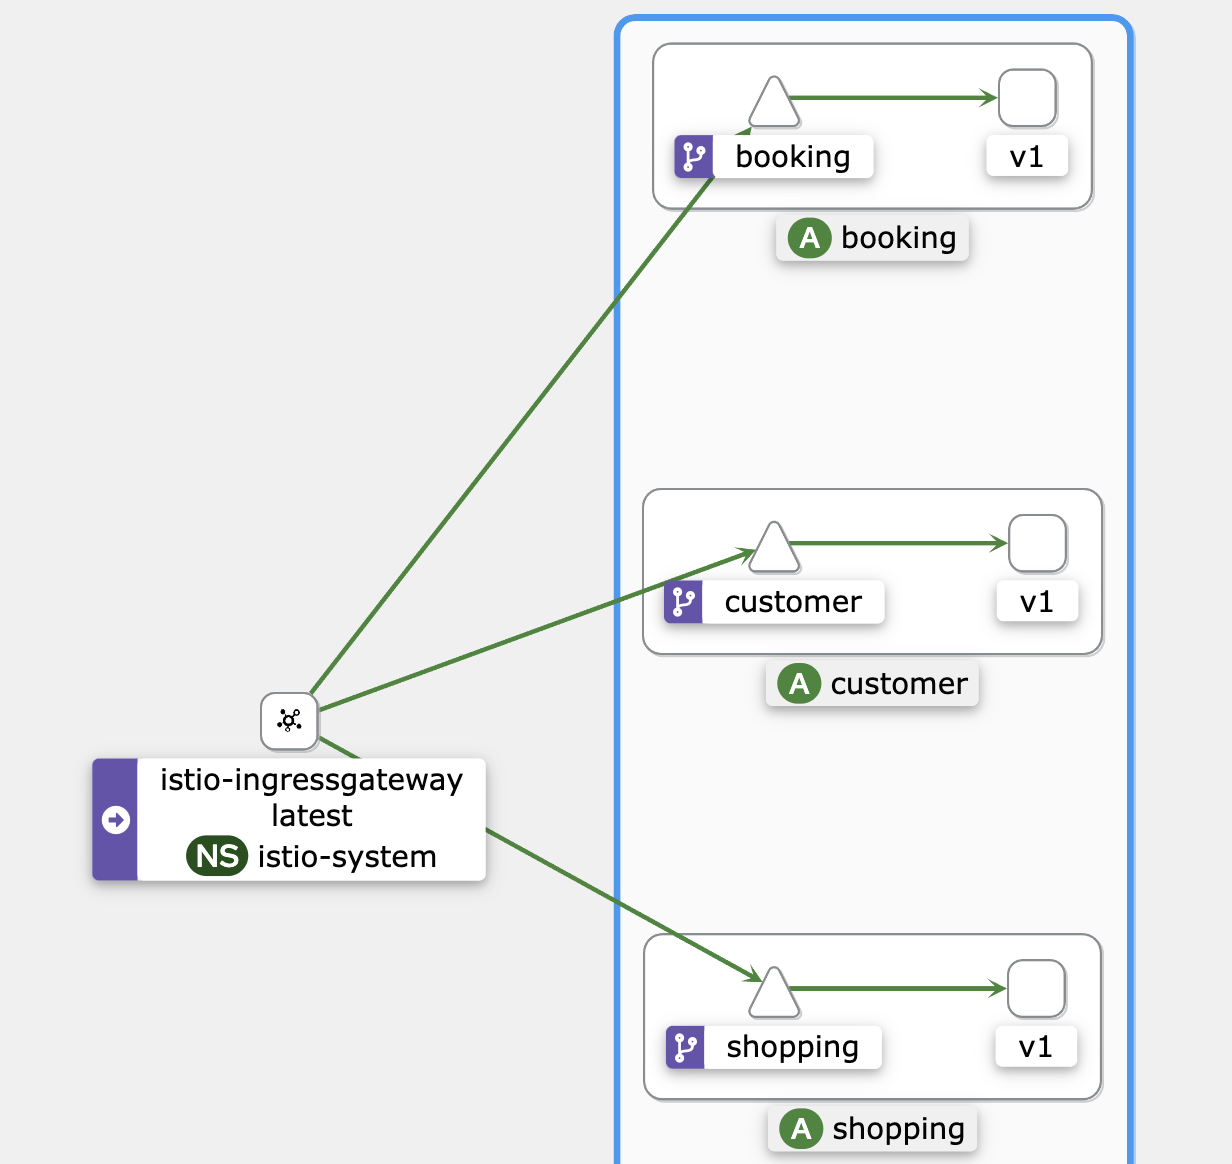 booking
v1
A booking
customer
v1
A customer
istio-ingressgateway
latest
NS istio-system
shopping
v1
A shopping